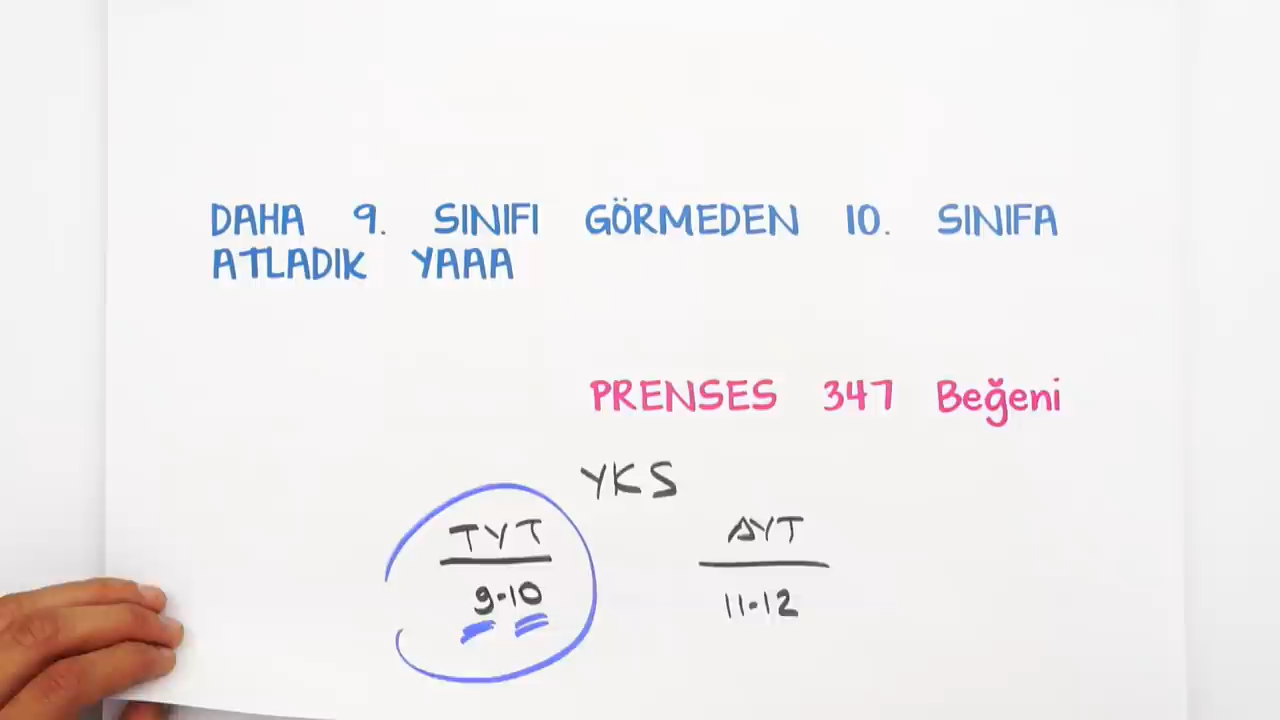 DAHA 9. SINIFI GÖRMEDEN 10. SINIFA
ATLADIK YAAA
PRENSES 347 Beğeni
YKS
TYT AYT
9.10 11.12